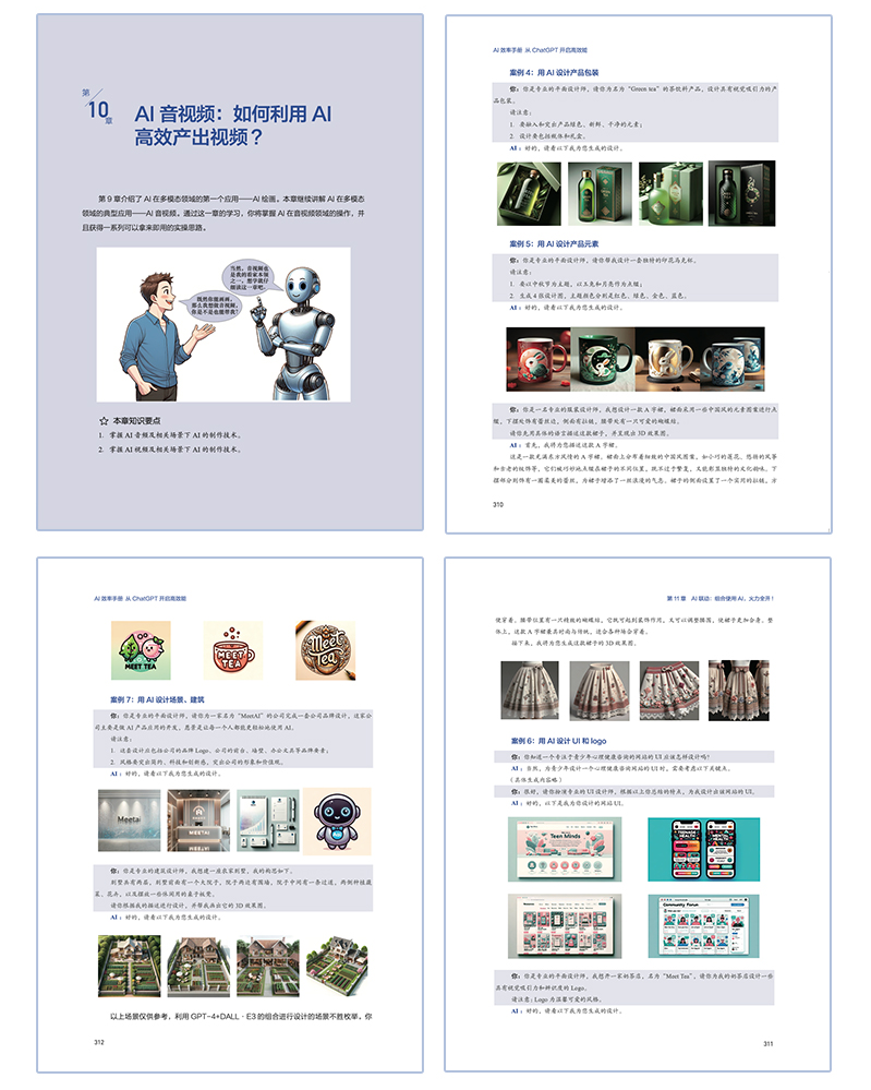 第
10
章
AI 音视频：如何利用 AI
高效产出视频？
第 9 章介绍了 AI 在多模态领域的第一个应用——AI 绘画。本章继续讲解 AI 在多模态
领域的典型应用——AI 音视频。通过这一章的学习，你将掌握 AI 在音视频领域的操作，并
且获得一系列可以拿来即用的实操思路。
当然，音视频也
是我的看家本领
之一，想学就仔
细读这一章吧。
既然你能画画，
那么我想做音视频，
你是不是也能帮我？
本章知识要点
1. 掌握 AI 音频及相关场景下 AI 的制作技术。
2. 掌握 AI 视频及相关场景下 AI 的制作技术。
AI 效率手册 从 ChatGPT 开启高效能
案例 4：用 AI 设计产品包装
你：你是专业的平面设计师，请你为名为“Green tea”的茶饮料产品，设计具有视觉吸引力的产
品包装。
请注意：
1. 要融入和突出产品绿色、新鲜、干净的元素；
2. 设计要包括瓶体和礼盒。
AI：好的，请看以下我为您生成的设计。
案例 5：用 AI 设计产品元素
你：你是专业的平面设计师，请你帮我设计一套独特的印花马克杯。
请注意：
1. 要以中秋节为主题，以玉兔和月亮作为点缀；
2. 生成 4 张设计图，主题颜色分别是红色、绿色、金色、蓝色。
AI：好的，请看以下我为您生成的设计。
你：你是一名专业的服装设计师，我想设计一款 A 字裙，裙面采用一些中国风的元素图案进行点
缀，下摆处饰有蕾丝边，侧面有拉链，腰带处有一只可爱的蝴蝶结。
请你先用具体的语言描述这款裙子，并呈现出 3D 效果图。
AI：首先，我将为您描述这款 A 字裙。
这是一款充满东方风情的 A 字裙。裙面上分布着细致的中国风图案，如小巧的莲花、悠扬的风筝
和古老的纹饰等，它们被巧妙地点缀在裙子的不同位置，既不过于繁复，又能彰显独特的文化韵味。下
摆部分则饰有一圈柔美的蕾丝，为裙子增添了一丝浪漫的气息。裙子的侧面设置了一个实用的拉链，方
310
AI 效率手册 从 ChatGPT 开启高效能
MEET TEA
MEET
TEA
Meet
Tea
案例 7：用 AI 设计场景、建筑
你：你是专业的平面设计师，请你为一家名为“MeetAI”的公司完成一套公司品牌设计，这家公
司主要是做 AI 产品应用的开发，愿景是让每一个人都能更轻松地使用 AI。
请注意：
1. 这套设计应包括公司的品牌 Logo、公司的前台、墙壁、办公文具等品牌要素；
2. 风格要突出简约、科技和创新感，突出公司的形象和价值观。
AI：好的，请看以下我为您生成的设计。
Meetai
MEETAI
你：你是专业的建筑设计师，我想建一座农家别墅，我的构思如下。
别墅共有两层，别墅前面有一个大院子，院子两边有围墙，院子中间有一条过道，两侧种植蔬
菜、花卉，以及摆放一些休闲用的桌子板凳。
请你根据我的描述进行设计，并帮我画出它的 3D 效果图。
AI：好的，请看以下我为您生成的设计。
以上场景仅供参考，利用 GPT-4+DALL·E3 的组合进行设计的场景不胜枚举，你
312
第 11 章 AI 联动：组合使用 AI，火力全开！
便穿着。腰带位置有一只精致的蝴蝶结，它既可起到装饰作用，又可以调整腰围，使裙子更加合身。整
体上，这款 A 字裙兼具时尚与传统，适合各种场合穿着。
接下来，我将为您生成这款裙子的 3D 效果图。
案例 6：用 AI 设计 UI 和 logo
你：你知道一个专注于青少年心理健康咨询的网站的 UI 应该怎样设计吗？
AI：当然，为青少年设计一个心理健康咨询网站的 UI 时，需要考虑以下关键点。
（具体生成内容略）
你：很好，请你扮演专业的 UI 设计师，根据以上你总结的特点，为我设计出该网站的 UI。
AI：好的，以下是我为你设计的网站 UI。
Teen Minds
TEENAGE
HEALTH
MENTAL
HEALTH
Community Forum
你：你是专业的平面设计师，我想开一家奶茶店，名为“Meet Tea”，请你为我的奶茶店设计一些
具有视觉吸引力和辨识度的 Logo。
请注意：Logo 为温馨可爱的风格。
AI：好的，请看以下我为您生成的设计。
311